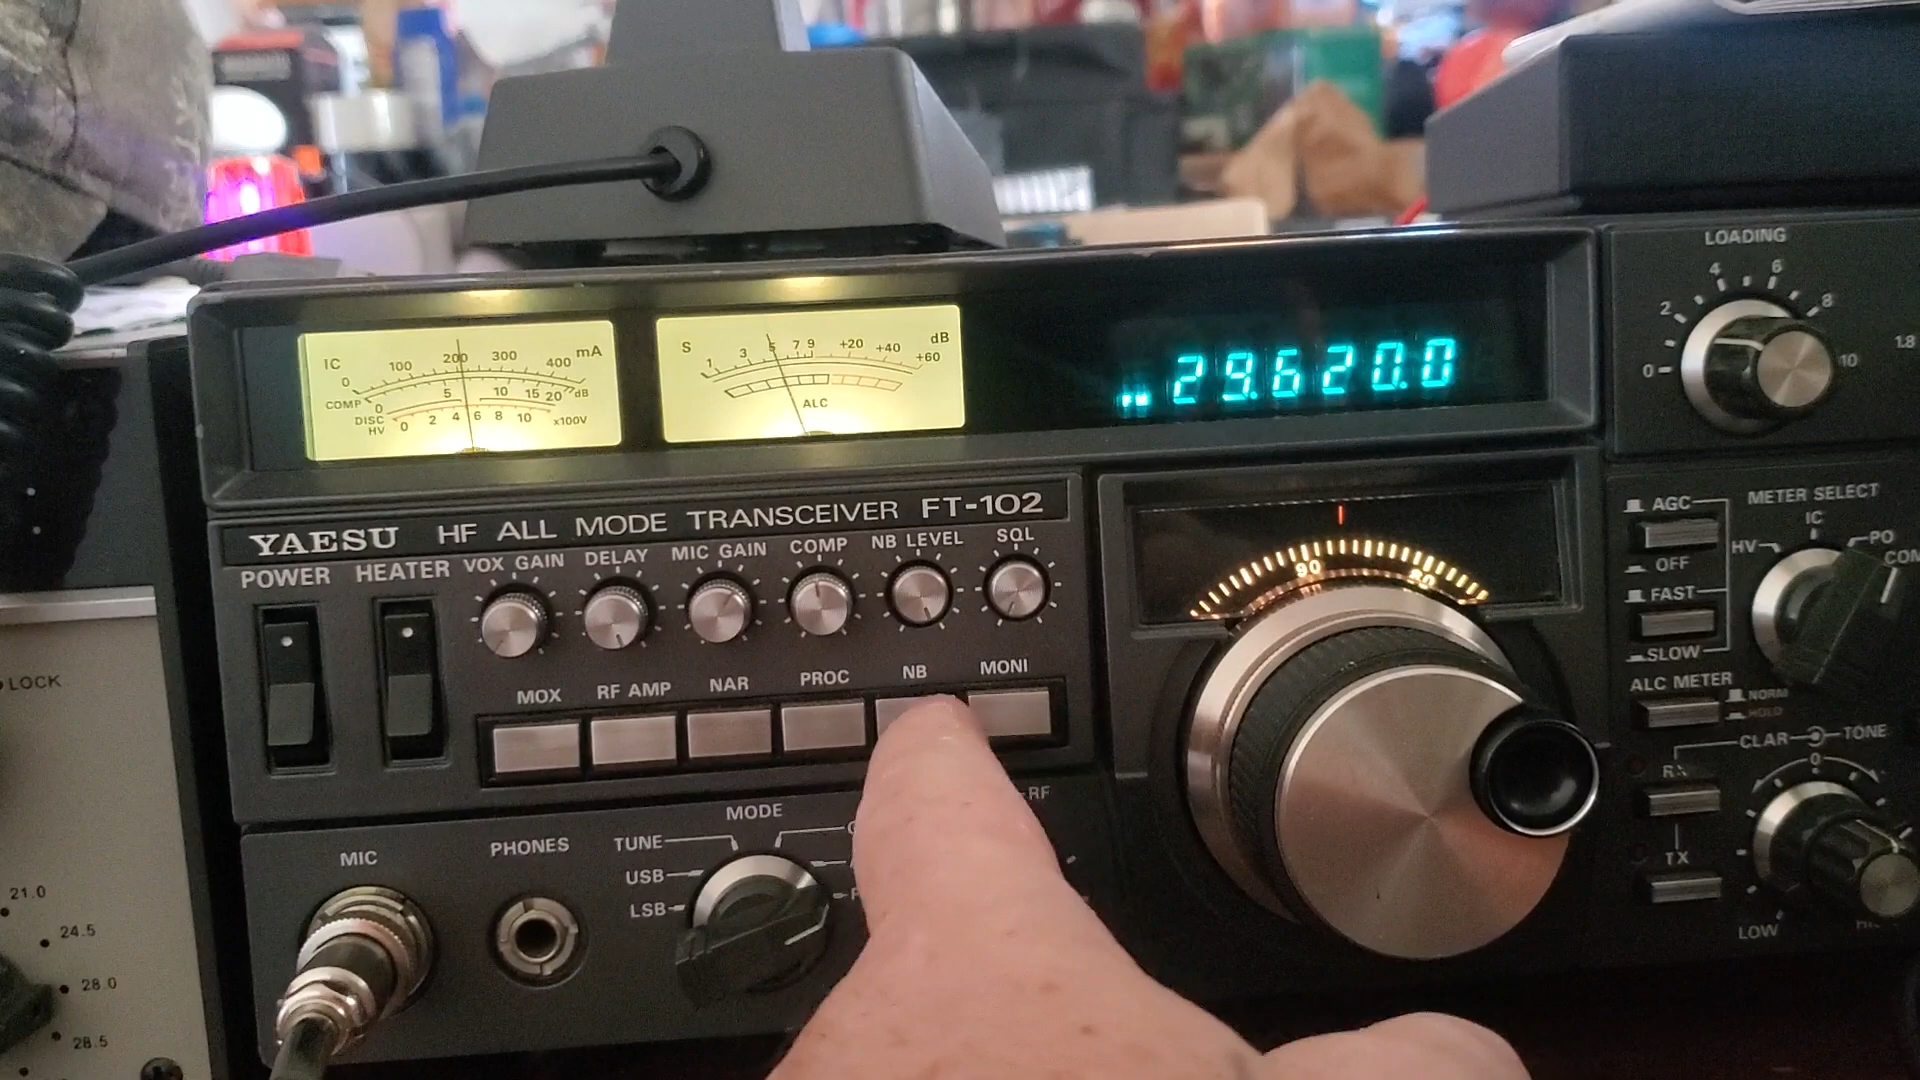 LOADING
0 2 4 6 8 10
1.8
IC 0 100 200 300 400 mA
COMP 0 5 10 15 20 dB
DISC
HV 0 2 4 6 8 10 x100V
S 1 3 5 7 9 +20 +40 +60 dB
ALC
29.620.0
YAESU HF ALL MODE TRANSCEIVER FT-102
POWER HEATER VOX GAIN DELAY MIC GAIN COMP NB LEVEL SQL
MOX RF AMP NAR PROC NB MONI
90 80
AGC
OFF
FAST
SLOW
METER SELECT
HV IC PO
ALC METER
NORM
HOLD
CLAR TONE
0
TX
LOW
MIC PHONES MODE
TUNE
USB
LSB
RF
LOCK
21.0
24.5
28.0
28.5